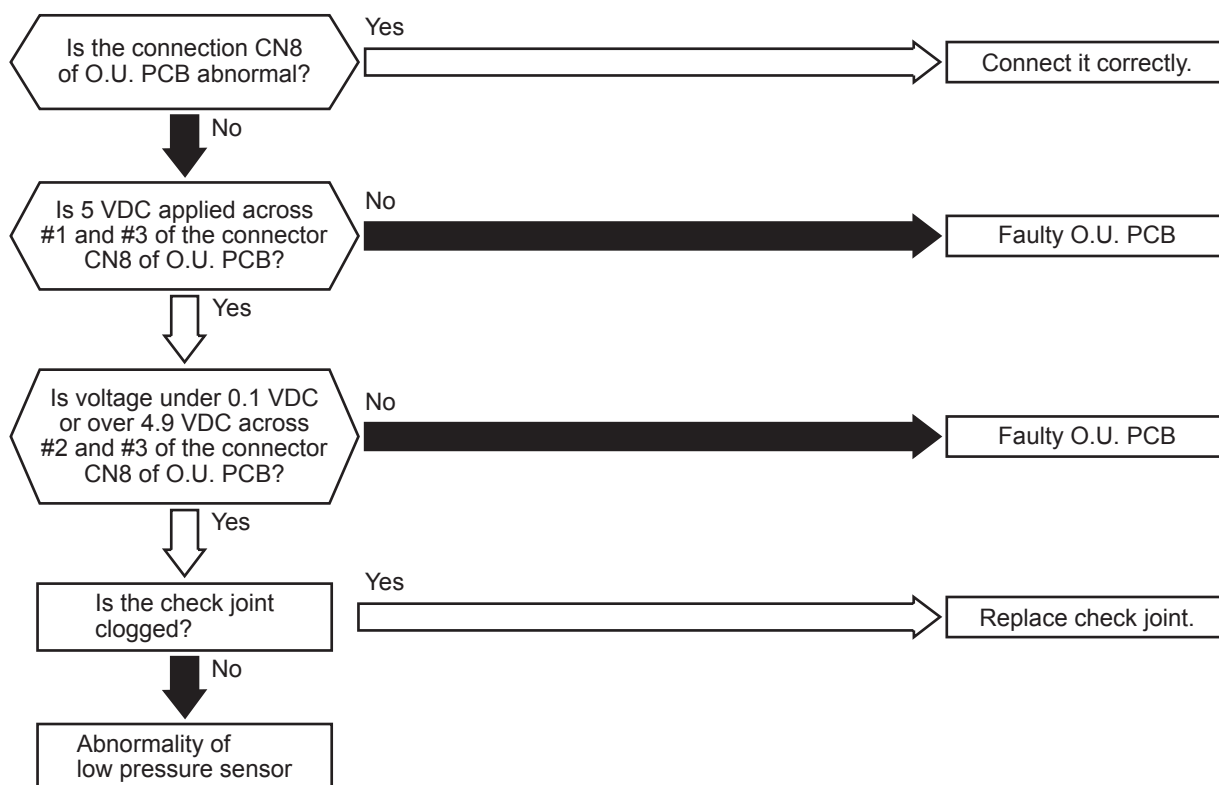 Is the connection CN8
of O.U. PCB abnormal?
Yes
Connect it correctly.
No
Is 5 VDC applied across
#1 and #3 of the connector
CN8 of O.U. PCB?
No
Faulty O.U. PCB
Yes
Is voltage under 0.1 VDC
or over 4.9 VDC across
#2 and #3 of the connector
CN8 of O.U. PCB?
No
Faulty O.U. PCB
Yes
Is the check joint
clogged?
Yes
Replace check joint.
No
Abnormality of
low pressure sensor